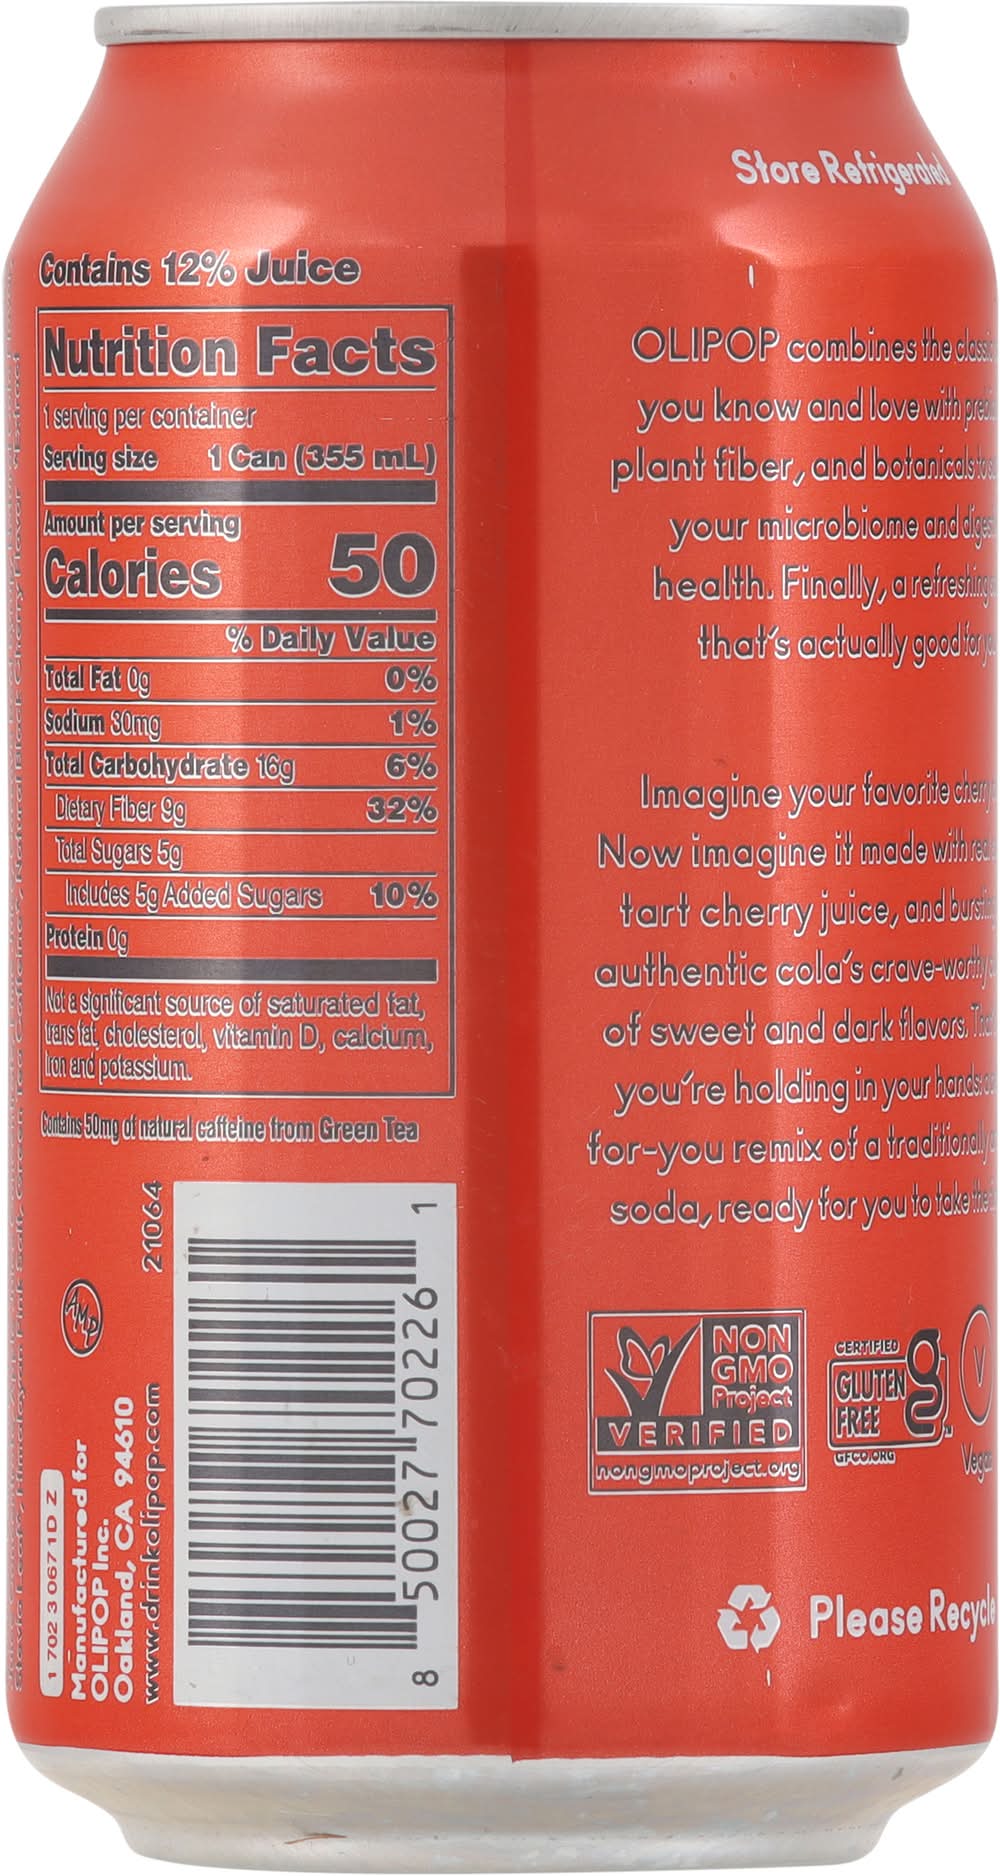 Store Refrigerated
Contains 12% Juice
Nutrition Facts
1 serving per container
Serving size 1 Can (355 mL)
Amount per serving
Calories 50
% Daily Value
Total Fat 0g 0%
Sodium 30mg 1%
Total Carbohydrate 16g 6%
Dietary Fiber 9g 32%
Total Sugars 5g
Includes 5g Added Sugars 10%
Protein 0g
Not a significant source of saturated fat,
trans fat, cholesterol, vitamin D, calcium,
iron and potassium.
Contains 50mg of natural caffeine from Green Tea
21064
AMP
1 702 3 0671D Z
Manufactured for
OLIPOP Inc.
Oakland, CA 94610
www.drinkolipop.com
8 50027 70226 1
OLIPOP combines the classic
you know and love with
plant fiber, and botanicals to
your microbiome and
health. Finally, a refreshing
that's actually good for
Imagine your favorite cherry
Now imagine it made with
tart cherry juice, and
authentic cola's crave-worthy
of sweet and dark flavors.
you're holding in your hands:
for-you remix of a traditionally
soda, ready for you to take
NON
GMO
Project
VERIFIED
nongmoproject.org
CERTIFIED
GLUTEN
FREE
GFCO.ORG
V
Vegan
Please Recycle